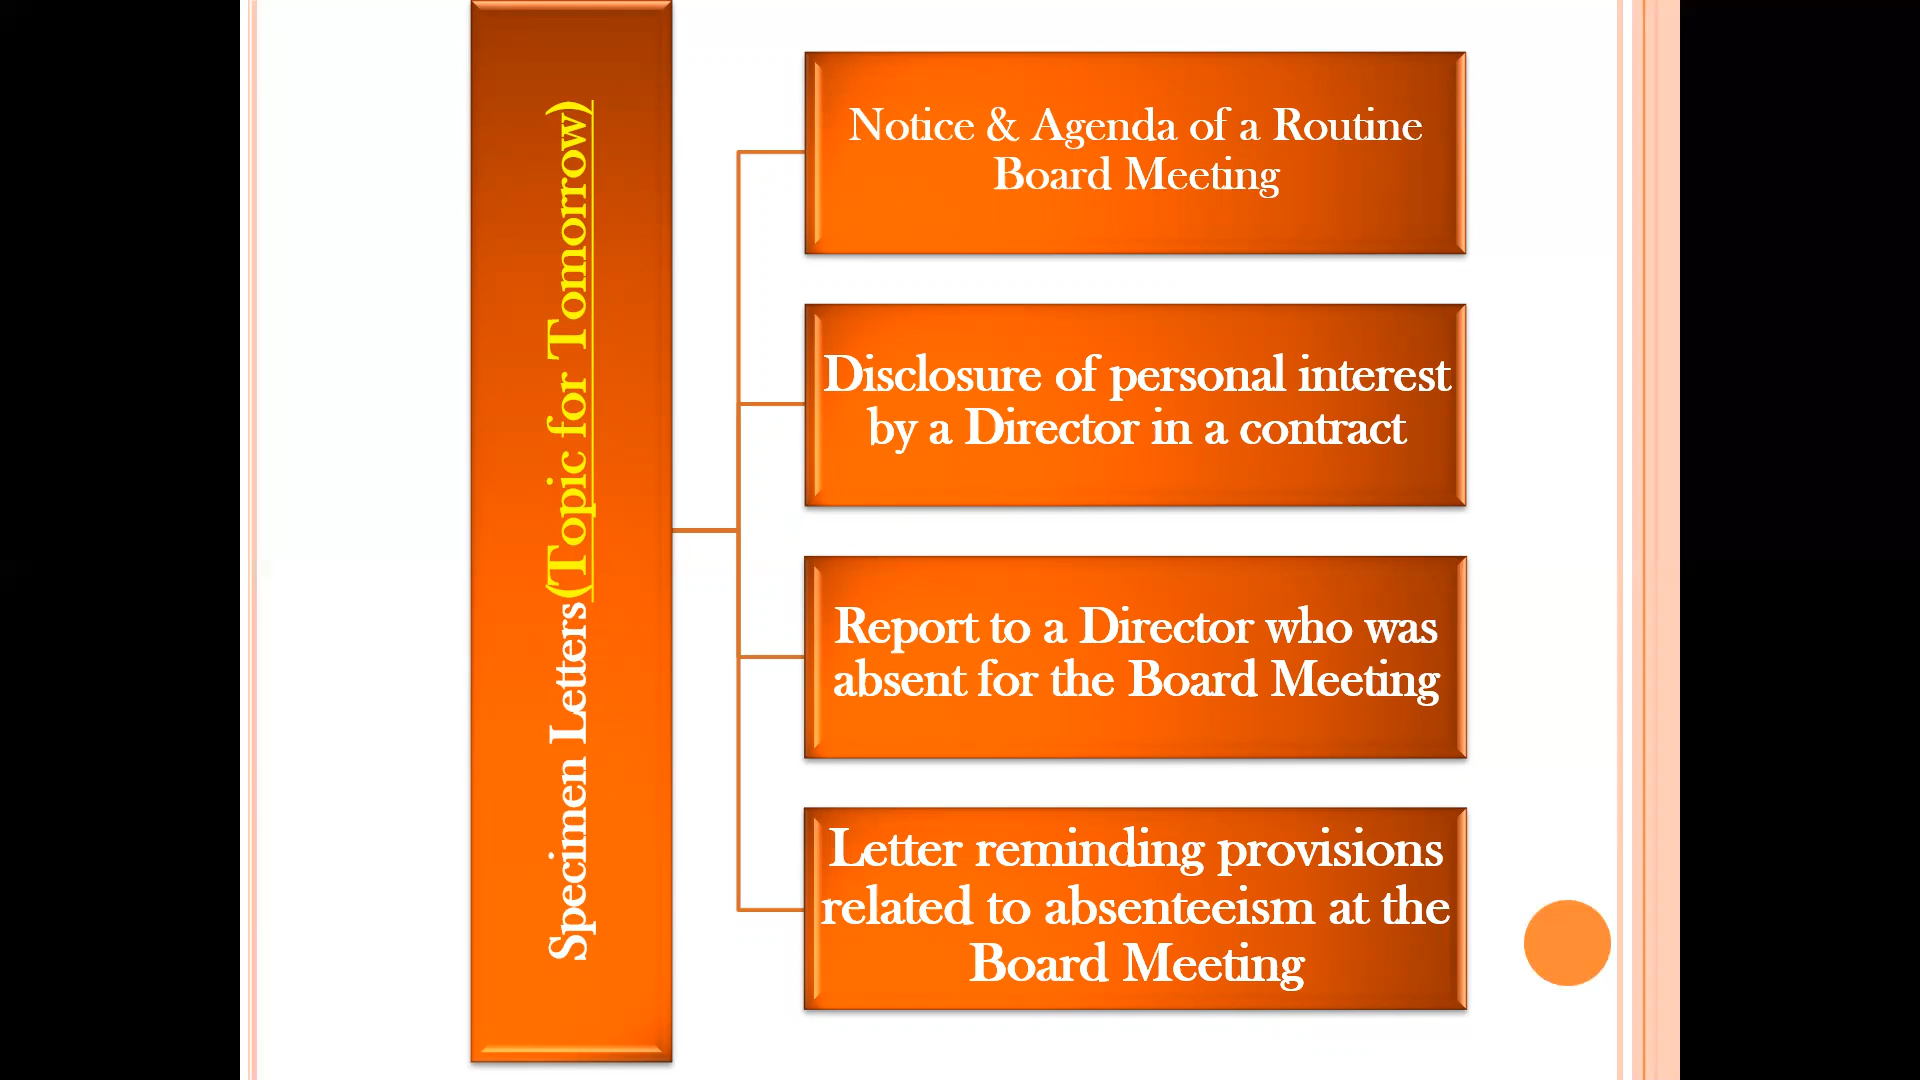 Specimen Letters(Topic for Tomorrow)
Notice & Agenda of a Routine
Board Meeting
Disclosure of personal interest
by a Director in a contract
Report to a Director who was
absent for the Board Meeting
Letter reminding provisions
related to absenteeism at the
Board Meeting